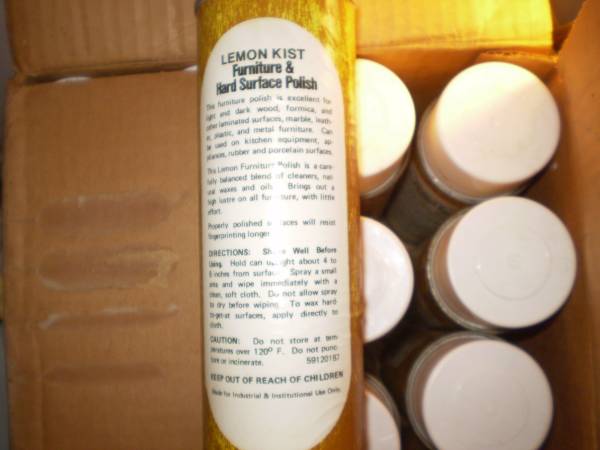 LEMON KIST
Furniture &
Hard Surface Polish
This furniture polish is excellent for
light and dark wood, formica, and
other laminated surfaces, marble, leath-
er, plastic, and metal furniture. Can
be used on kitchen equipment, ap-
pliances, rubber and porcelain surfaces.
This Lemon Furniture Polish is a care-
fully balanced blend of cleaners, nat-
ural waxes and oils. Brings out a
high lustre on all furniture, with little
effort.
Properly polished surfaces will resist
fingerprinting longer.
DIRECTIONS: Shake Well Before
Using. Hold can upright about 4 to
6 inches from surface. Spray a small
area and wipe immediately with a
clean, soft cloth. Do not allow spray
to dry before wiping. To wax hard-
to-get-at surfaces, apply directly to
cloth.
CAUTION: Do not store at tem-
peratures over 120° F. Do not punc-
ture or incinerate. 59120187
KEEP OUT OF REACH OF CHILDREN
Made for Industrial & Institutional Use Only.